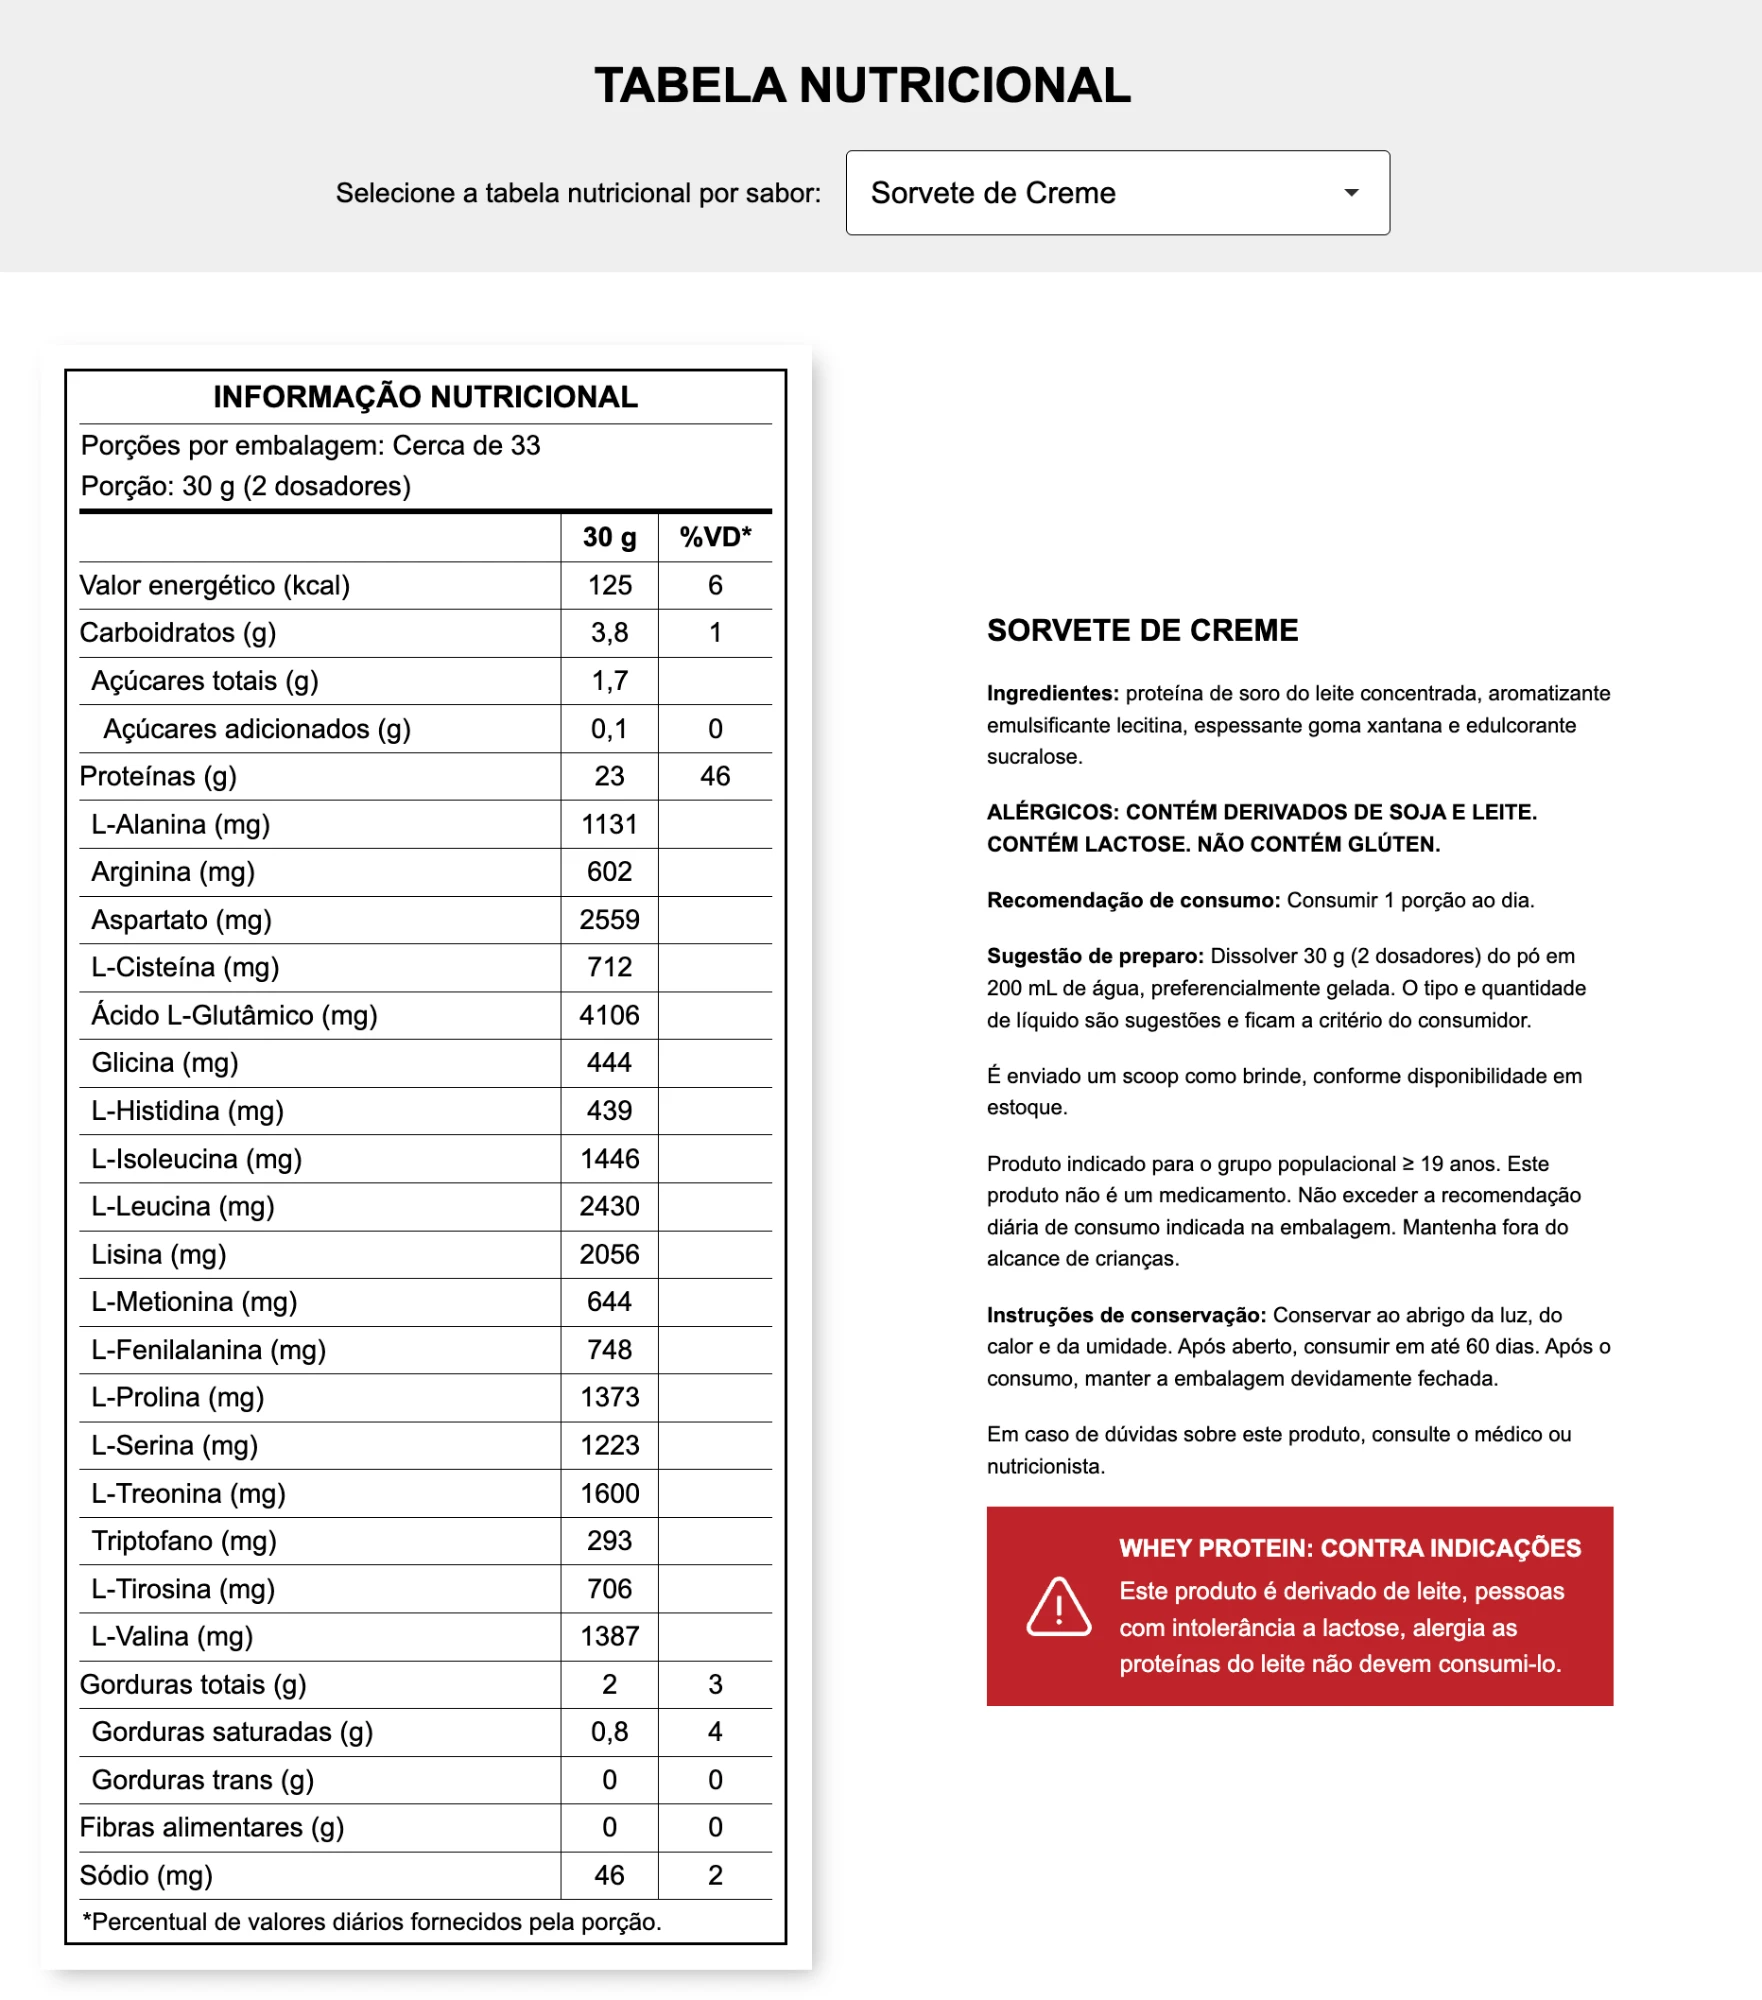 TABELA NUTRICIONAL
Selecione a tabela nutricional por sabor:
Sorvete de Creme
INFORMAÇÃO NUTRICIONAL
Porções por embalagem: Cerca de 33
Porção: 30 g (2 dosadores)
30 g %VD*
Valor energético (kcal) 125 6
Carboidratos (g) 3,8 1
Açúcares totais (g) 1,7
Açúcares adicionados (g) 0,1 0
Proteínas (g) 23 46
L-Alanina (mg) 1131
Arginina (mg) 602
Aspartato (mg) 2559
L-Cisteína (mg) 712
Ácido L-Glutâmico (mg) 4106
Glicina (mg) 444
L-Histidina (mg) 439
L-Isoleucina (mg) 1446
L-Leucina (mg) 2430
Lisina (mg) 2056
L-Metionina (mg) 644
L-Fenilalanina (mg) 748
L-Prolina (mg) 1373
L-Serina (mg) 1223
L-Treonina (mg) 1600
Triptofano (mg) 293
L-Tirosina (mg) 706
L-Valina (mg) 1387
Gorduras totais (g) 2 3
Gorduras saturadas (g) 0,8 4
Gorduras trans (g) 0 0
Fibras alimentares (g) 0 0
Sódio (mg) 46 2
*Percentual de valores diários fornecidos pela porção.
SORVETE DE CREME
Ingredientes: proteína de soro do leite concentrada, aromatizante
emulsificante lecitina, espessante goma xantana e edulcorante
sucralose.
ALÉRGICOS: CONTÉM DERIVADOS DE SOJA E LEITE.
CONTÉM LACTOSE. NÃO CONTÉM GLÚTEN.
Recomendação de consumo: Consumir 1 porção ao dia.
Sugestão de preparo: Dissolver 30 g (2 dosadores) do pó em
200 mL de água, preferencialmente gelada. O tipo e quantidade
de líquido são sugestões e ficam a critério do consumidor.
É enviado um scoop como brinde, conforme disponibilidade em
estoque.
Produto indicado para o grupo populacional ≥ 19 anos. Este
produto não é um medicamento. Não exceder a recomendação
diária de consumo indicada na embalagem. Mantenha fora do
alcance de crianças.
Instruções de conservação: Conservar ao abrigo da luz, do
calor e da umidade. Após aberto, consumir em até 60 dias. Após o
consumo, manter a embalagem devidamente fechada.
Em caso de dúvidas sobre este produto, consulte o médico ou
nutricionista.
WHEY PROTEIN: CONTRA INDICAÇÕES
Este produto é derivado de leite, pessoas
com intolerância a lactose, alergia as
proteínas do leite não devem consumi-lo.